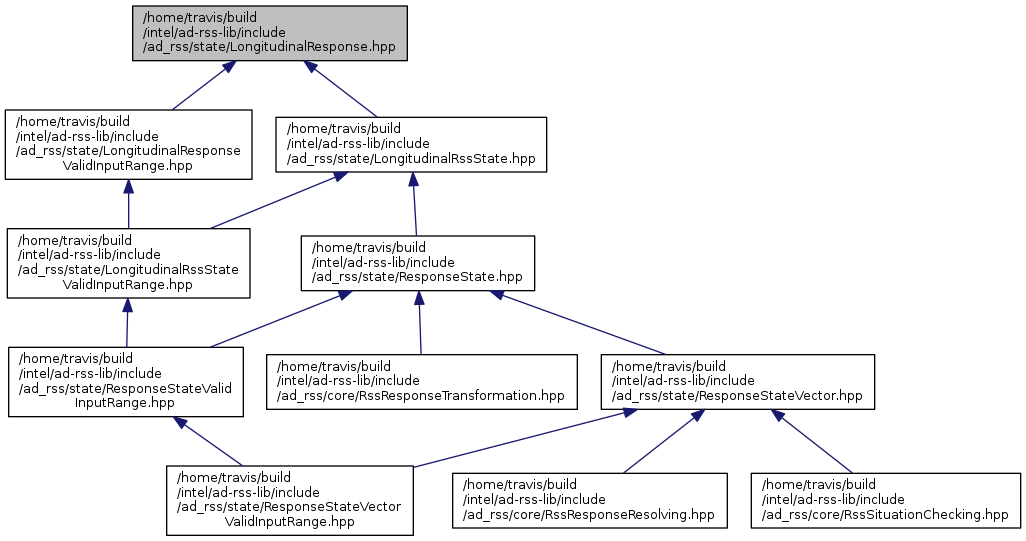 /home/travis/build
/intel/ad-rss-lib/include
/ad_rss/state/LongitudinalResponse.hpp
/home/travis/build
/intel/ad-rss-lib/include
/ad_rss/state/LongitudinalResponse
ValidInputRange.hpp
/home/travis/build
/intel/ad-rss-lib/include
/ad_rss/state/LongitudinalRssState.hpp
/home/travis/build
/intel/ad-rss-lib/include
/ad_rss/state/LongitudinalRssState
ValidInputRange.hpp
/home/travis/build
/intel/ad-rss-lib/include
/ad_rss/state/ResponseState.hpp
/home/travis/build
/intel/ad-rss-lib/include
/ad_rss/state/ResponseStateValid
InputRange.hpp
/home/travis/build
/intel/ad-rss-lib/include
/ad_rss/core/RssResponseTransformation.hpp
/home/travis/build
/intel/ad-rss-lib/include
/ad_rss/state/ResponseStateVector.hpp
/home/travis/build
/intel/ad-rss-lib/include
/ad_rss/state/ResponseStateVector
ValidInputRange.hpp
/home/travis/build
/intel/ad-rss-lib/include
/ad_rss/core/RssResponseResolving.hpp
/home/travis/build
/intel/ad-rss-lib/include
/ad_rss/core/RssSituationChecking.hpp